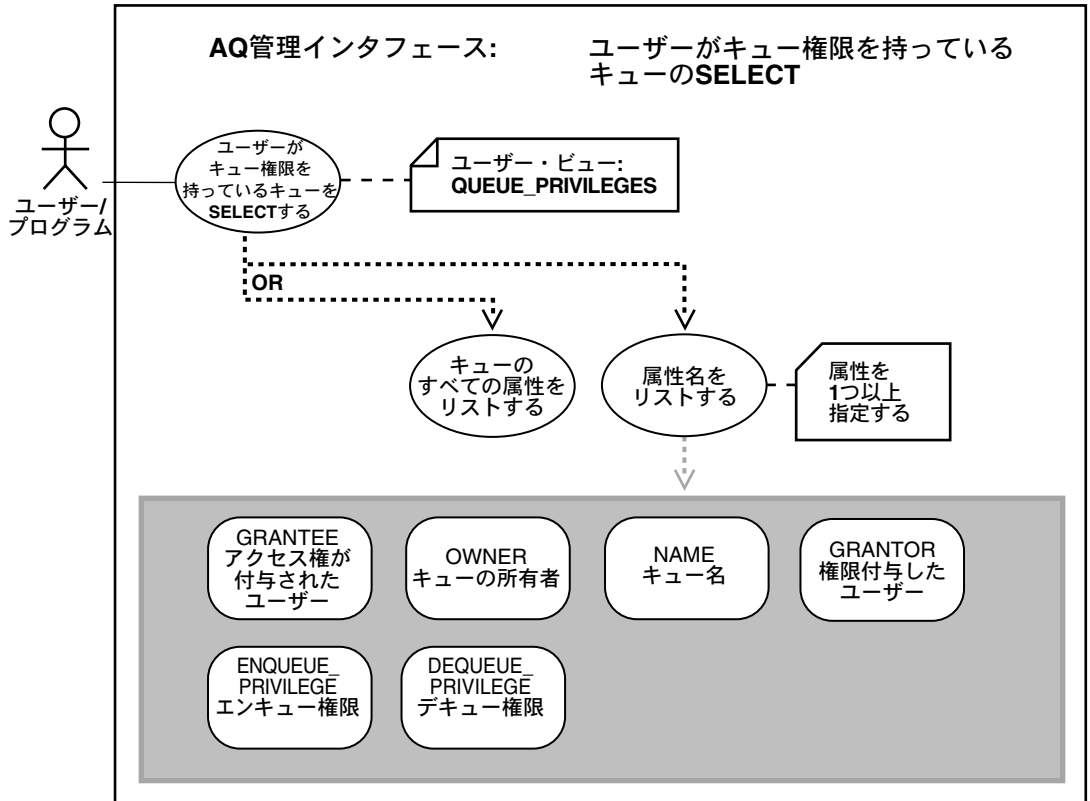 AQ管理インタフェース: ユーザーがキュー権限を持っている
キューのSELECT
ユーザー/
プログラム
ユーザーが
キュー権限を
持っているキューを
SELECTする
ユーザー・ビュー:
QUEUE_PRIVILEGES
OR
キューの
すべての属性を
リストする
属性名を
リストする
属性を
1つ以上
指定する
GRANTEE
アクセス権が
付与された
ユーザー
OWNER
キューの所有者
NAME
キュー名
GRANTOR
権限付与した
ユーザー
ENQUEUE_
PRIVILEGE
エンキュー権限
DEQUEUE_
PRIVILEGE
デキュー権限